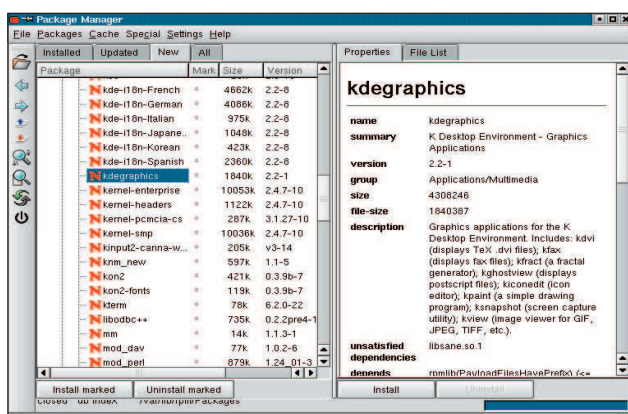 Package Manager
File Packages Cache Special Settings Help
Installed Updated New All
Package Mark Size Version
kde-i18n-French 4662k 2.2-8
kde-i18n-German 4086k 2.2-8
kde-i18n-Italian 975k 2.2-8
kde-i18n-Japane.. 1048k 2.2-8
kde-i18n-Korean 423k 2.2-8
kde-i18n-Spanish 2360k 2.2-8
kdegraphics 1840k 2.2-1
kernel-enterprise 10053k 2.4.7-10
kernel-headers 1122k 2.4.7-10
kernel-pcmcia-cs 287k 3.1.27-10
kernel-smp 10036k 2.4.7-10
kinput2-canna-w... 205k v3-14
knm_new 597k 1.1-5
kon2 421k 0.3.9b-7
kon2-fonts 119k 0.3.9b-7
kterm 78k 6.2.0-22
libodbc++ 735k 0.2.2pre4-1
mm 14k 1.1.3-1
mod_dav 77k 1.0.2-6
mod_perl 879k 1.24_01-3
Install marked Uninstall marked
Properties File List
kdegraphics
name kdegraphics
summary K Desktop Environment - Graphics
Applications
version 2.2-1
group Applications/Multimedia
size 4308246
file-size 1840387
description Graphics applications for the K
Desktop Environment. Includes: kdvi
(displays TeX .dvi files); kfax
(displays fax files); kfract (a fractal
generator); kghostview (displays
postscript files); kiconedit (icon
editor); kpaint (a simple drawing
program); ksnapshot (screen capture
utility); kview (image viewer for GIF,
JPEG, TIFF, etc.).
unsatisfied libsane.so.1
dependencies
depends rpmlib(PayloadFilesHavePrefix) (<=
Install Uninstall
closed db index /var/lib/rpm/Packages